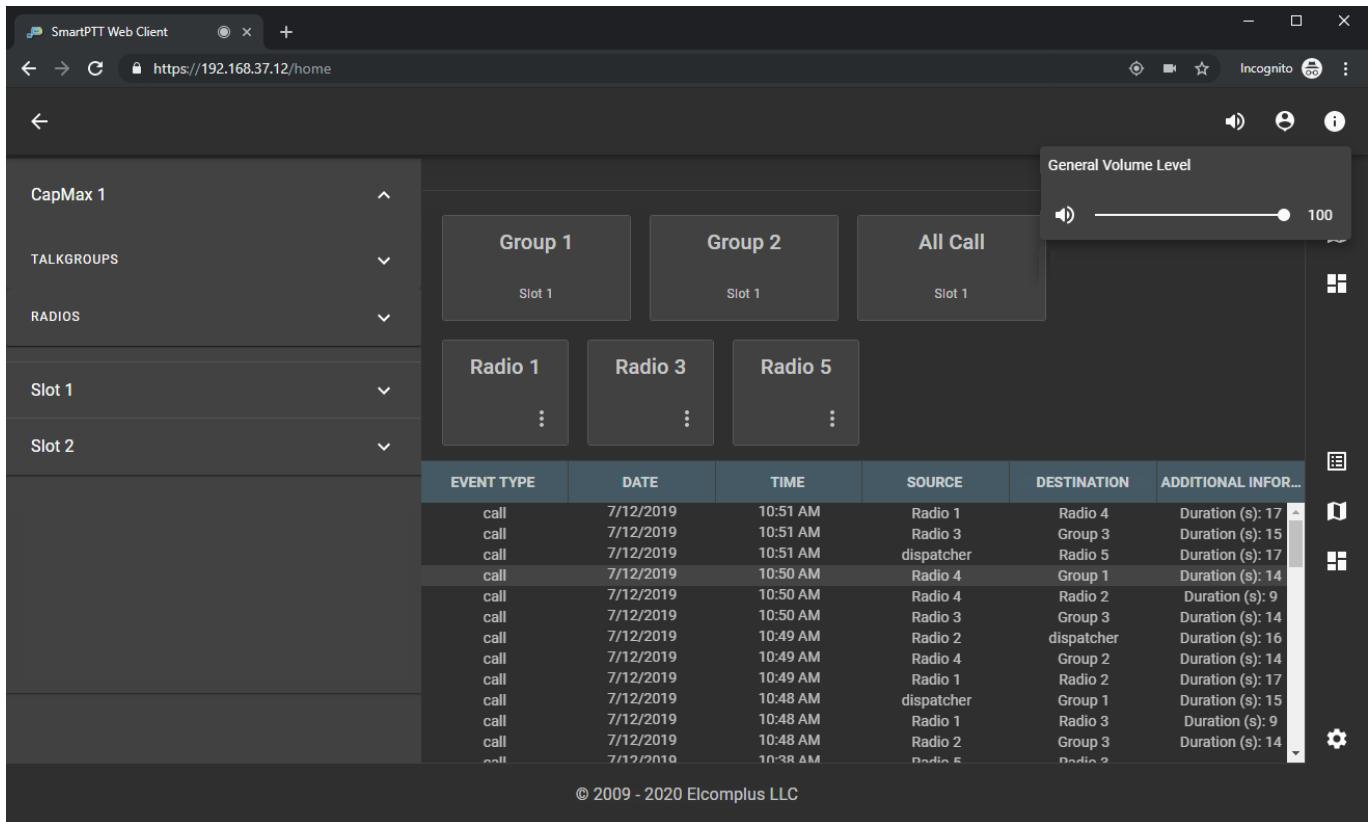 SmartPTT Web Client
https://192.168.37.12/home
Incognito
General Volume Level
100
CapMax 1
TALKGROUPS
RADIOS
Slot 1
Slot 2
Group 1 Group 2 All Call
Slot 1 Slot 1 Slot 1
Radio 1 Radio 3 Radio 5
EVENT TYPE DATE TIME SOURCE DESTINATION ADDITIONAL INFOR...
call 7/12/2019 10:51 AM Radio 1 Radio 4 Duration (s): 17
call 7/12/2019 10:51 AM Radio 3 Group 3 Duration (s): 15
call 7/12/2019 10:51 AM dispatcher Radio 5 Duration (s): 17
call 7/12/2019 10:50 AM Radio 4 Group 1 Duration (s): 14
call 7/12/2019 10:50 AM Radio 4 Radio 2 Duration (s): 9
call 7/12/2019 10:50 AM Radio 3 Group 3 Duration (s): 14
call 7/12/2019 10:49 AM Radio 2 dispatcher Duration (s): 16
call 7/12/2019 10:49 AM Radio 4 Group 2 Duration (s): 14
call 7/12/2019 10:49 AM Radio 1 Radio 2 Duration (s): 17
call 7/12/2019 10:48 AM dispatcher Group 1 Duration (s): 15
call 7/12/2019 10:48 AM Radio 1 Radio 3 Duration (s): 9
call 7/12/2019 10:48 AM Radio 2 Group 3 Duration (s): 14
call 7/12/2019 10:38 AM Radio 5 Radio
© 2009 - 2020 Elcomplus LLC